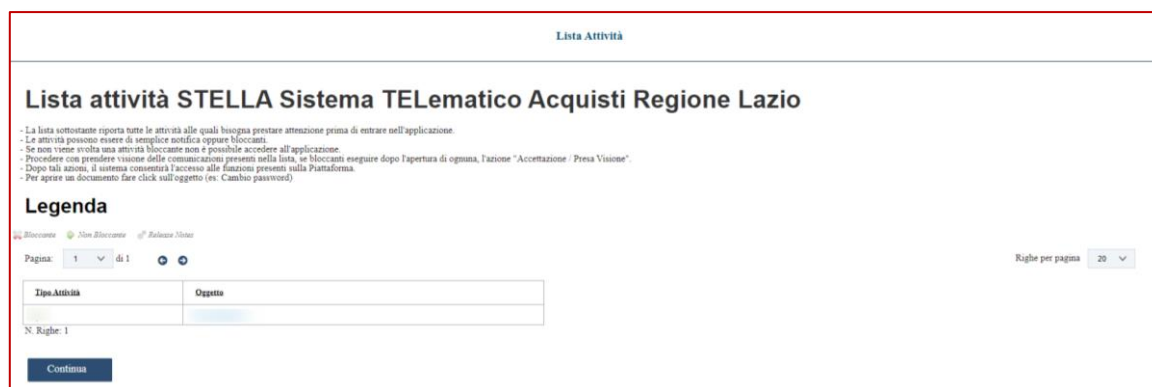 Lista Attività
Lista attività STELLA Sistema TELematico Acquisti Regione Lazio
- La lista sottostante riporta tutte le attività alle quali bisogna prestare attenzione prima di entrare nell'applicazione.
- Le attività possono essere di semplice notifica oppure bloccanti.
- Se non viene svolta una attività bloccante non è possibile accedere all'applicazione.
- Procedere con prendere visione delle comunicazioni presenti nella lista, se bloccanti eseguire dopo l'apertura di ognuna, l'azione "Accettazione / Presa Visione".
- Dopo tali azioni, il sistema consentirà l'accesso alle funzioni presenti sulla Piattaforma.
- Per aprire un documento fare click sull'oggetto (es: Cambio password)
Legenda
Bloccante Non Bloccante Release Notes
Pagina: 1 di 1 Righe per pagina 20
Tipo Attività Oggetto
N. Righe: 1
Continua